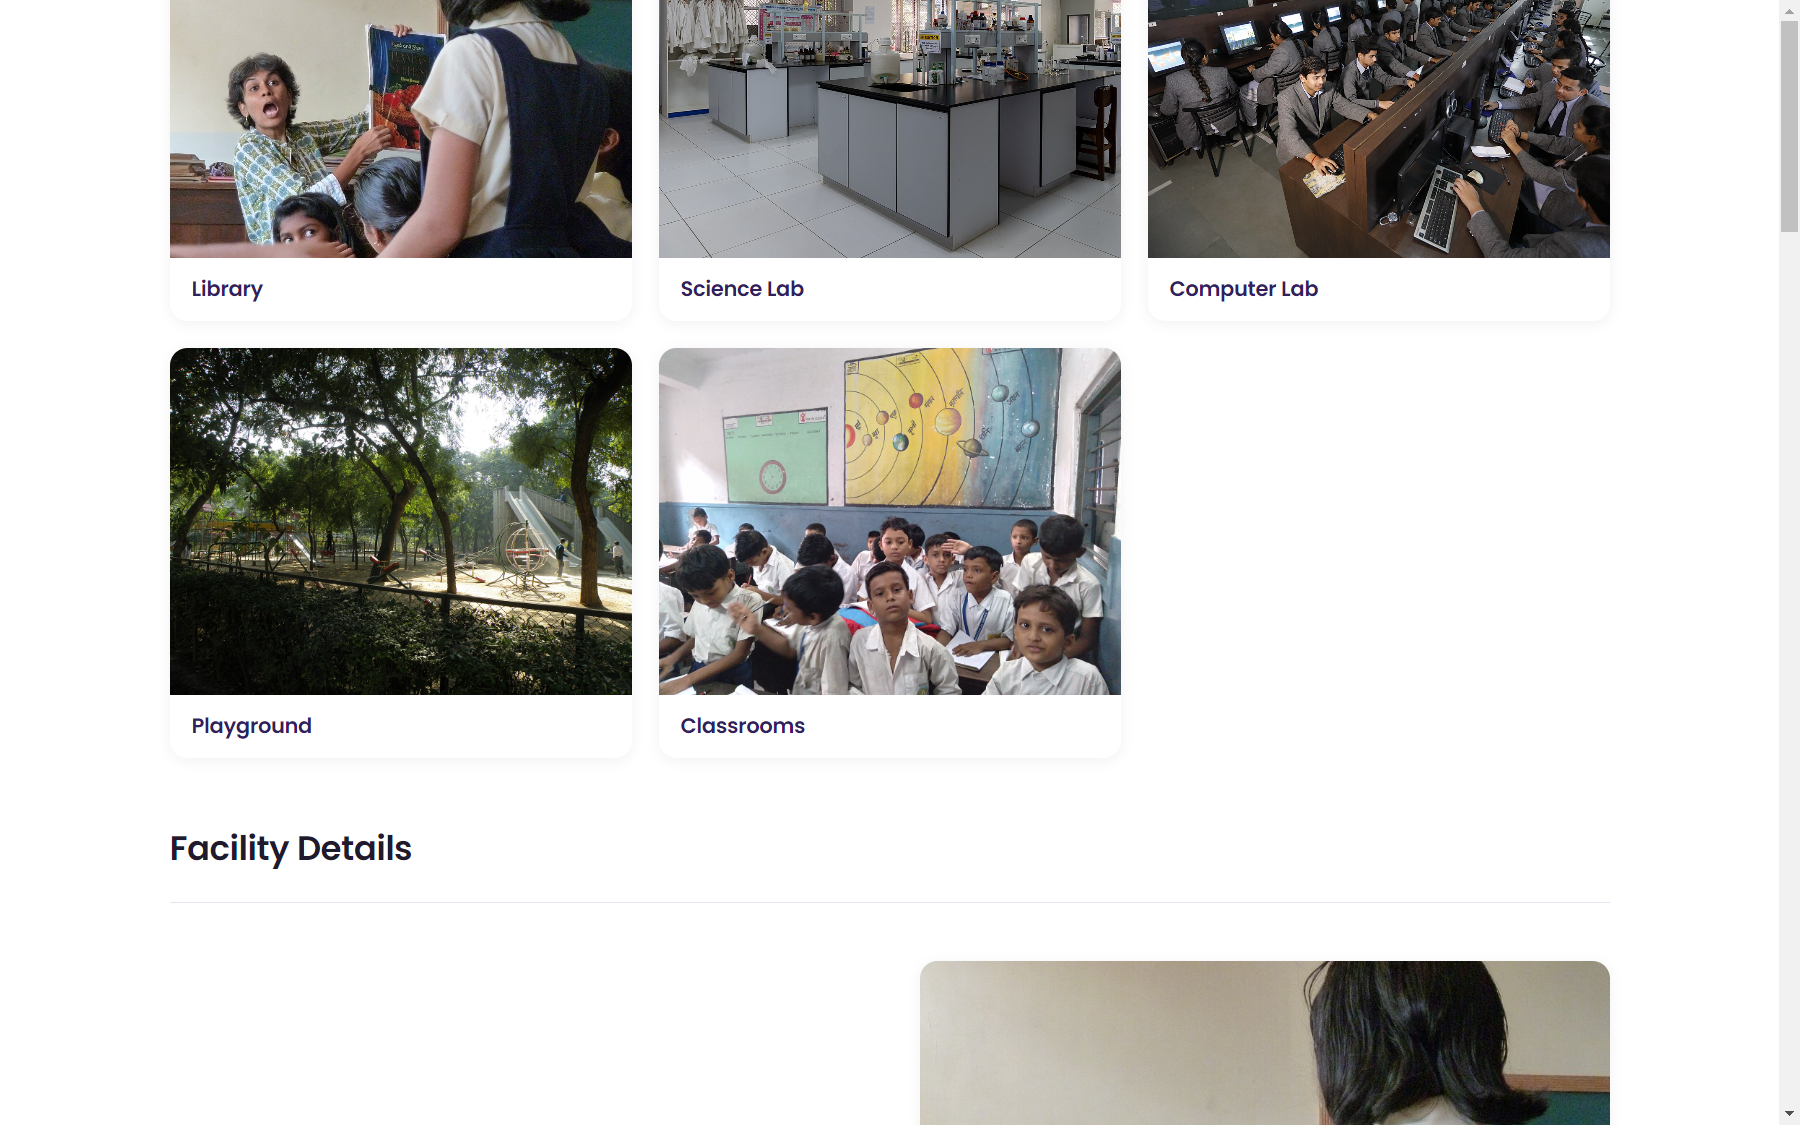 Library
Science Lab
Computer Lab
Playground
Classrooms
Facility Details